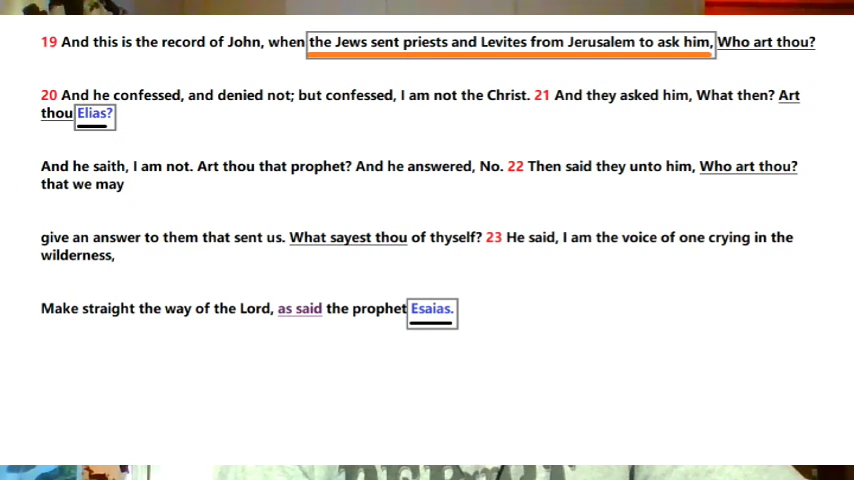 19 And this is the record of John, when the Jews sent priests and Levites from Jerusalem to ask him, Who art thou?
20 And he confessed, and denied not; but confessed, I am not the Christ. 21 And they asked him, What then? Art
thou Elias?
And he saith, I am not. Art thou that prophet? And he answered, No. 22 Then said they unto him, Who art thou?
that we may
give an answer to them that sent us. What sayest thou of thyself? 23 He said, I am the voice of one crying in the
wilderness,
Make straight the way of the Lord, as said the prophet Esaias.